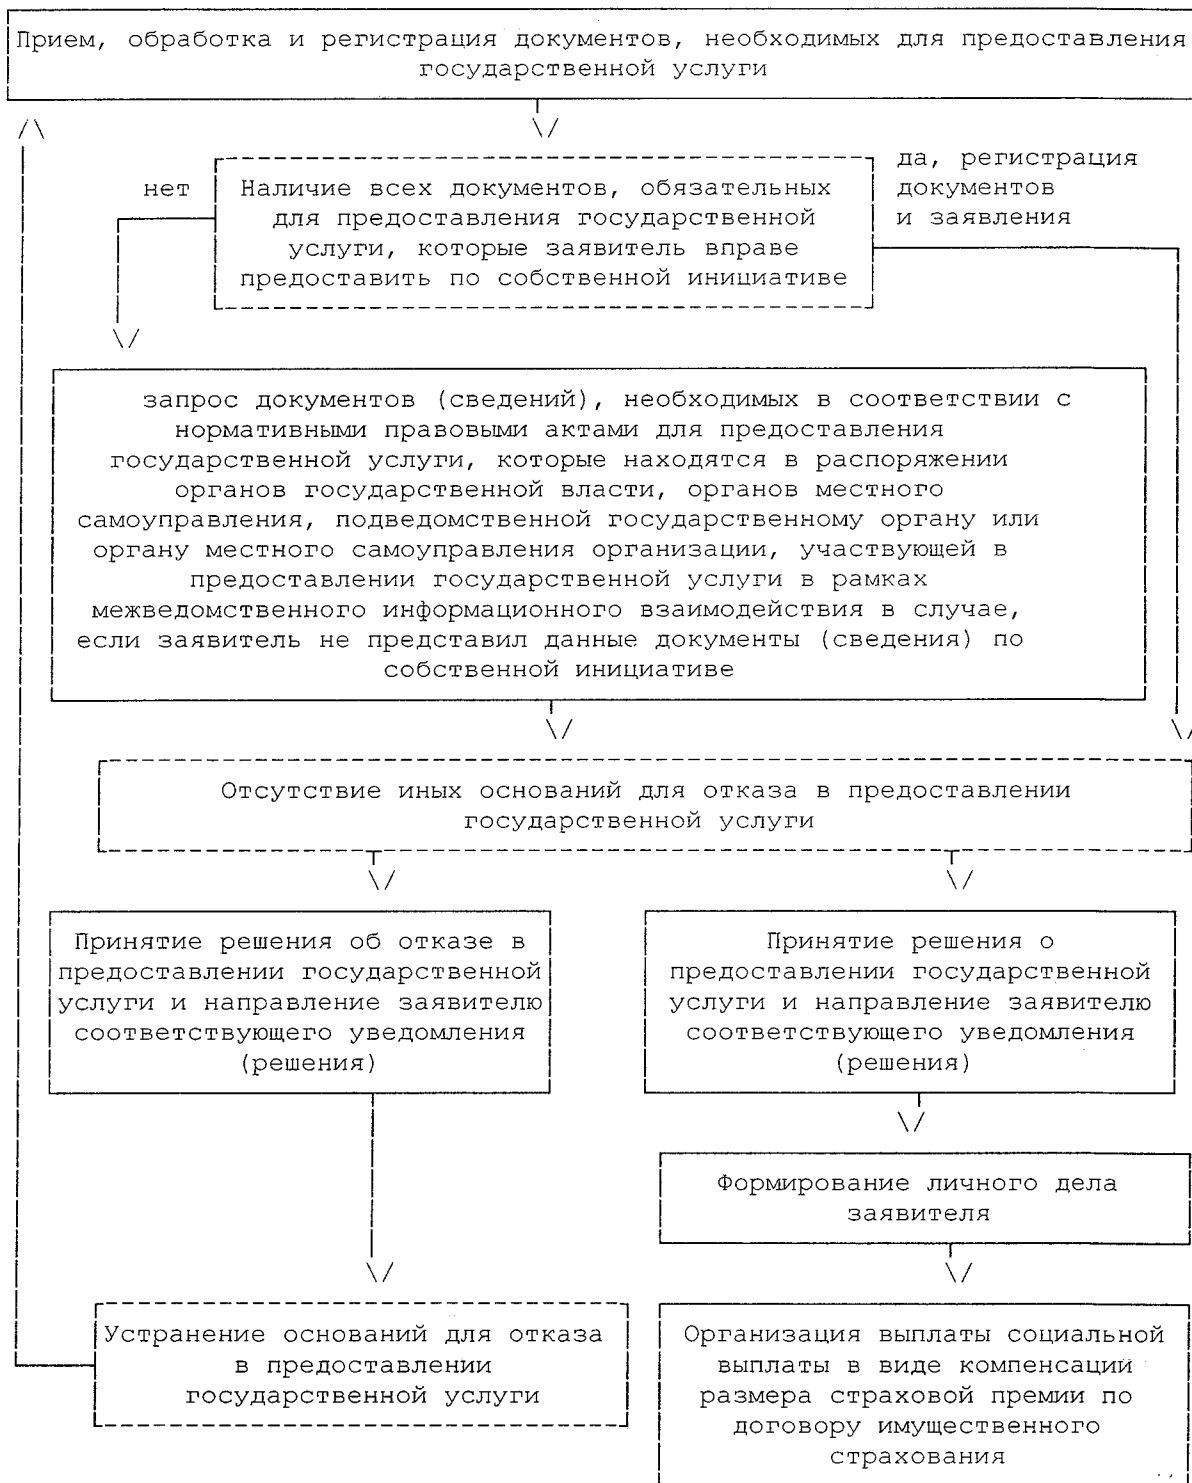 Прием, обработка и регистрация документов, необходимых для предоставления
государственной услуги
да, регистрация
документов
и заявления
нет
Наличие всех документов, обязательных
для предоставления государственной
услуги, которые заявитель вправе
предоставить по собственной инициативе
запрос документов (сведений), необходимых в соответствии с
нормативными правовыми актами для предоставления
государственной услуги, которые находятся в распоряжении
органов государственной власти, органов местного
самоуправления, подведомственной государственному органу или
органу местного самоуправления организации, участвующей в
предоставлении государственной услуги в рамках
межведомственного информационного взаимодействия в случае,
если заявитель не представил данные документы (сведения) по
собственной инициативе
Отсутствие иных оснований для отказа в предоставлении
государственной услуги
Принятие решения об отказе в
предоставлении государственной
услуги и направление заявителю
соответствующего уведомления
(решения)
Принятие решения о
предоставлении государственной
услуги и направление заявителю
соответствующего уведомления
(решения)
Формирование личного дела
заявителя
Устранение оснований для отказа
в предоставлении
государственной услуги
Организация выплаты социальной
выплаты в виде компенсаций
размера страховой премии по
договору имущественного
страхования